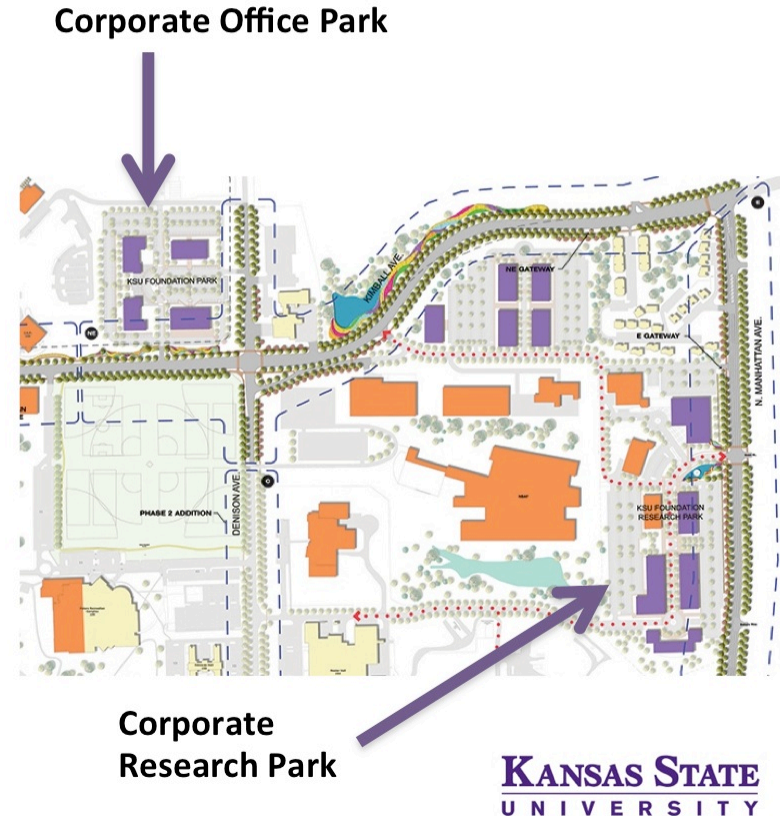 Corporate Office Park
KIMBALL AVE.
NE GATEWAY
KSU FOUNDATION PARK
NE
E GATEWAY
N. MANHATTAN AVE.
PHASE 2 ADDITION
DENISON AVE.
KSU FOUNDATION
RESEARCH PARK
Corporate
Research Park
KANSAS STATE
UNIVERSITY